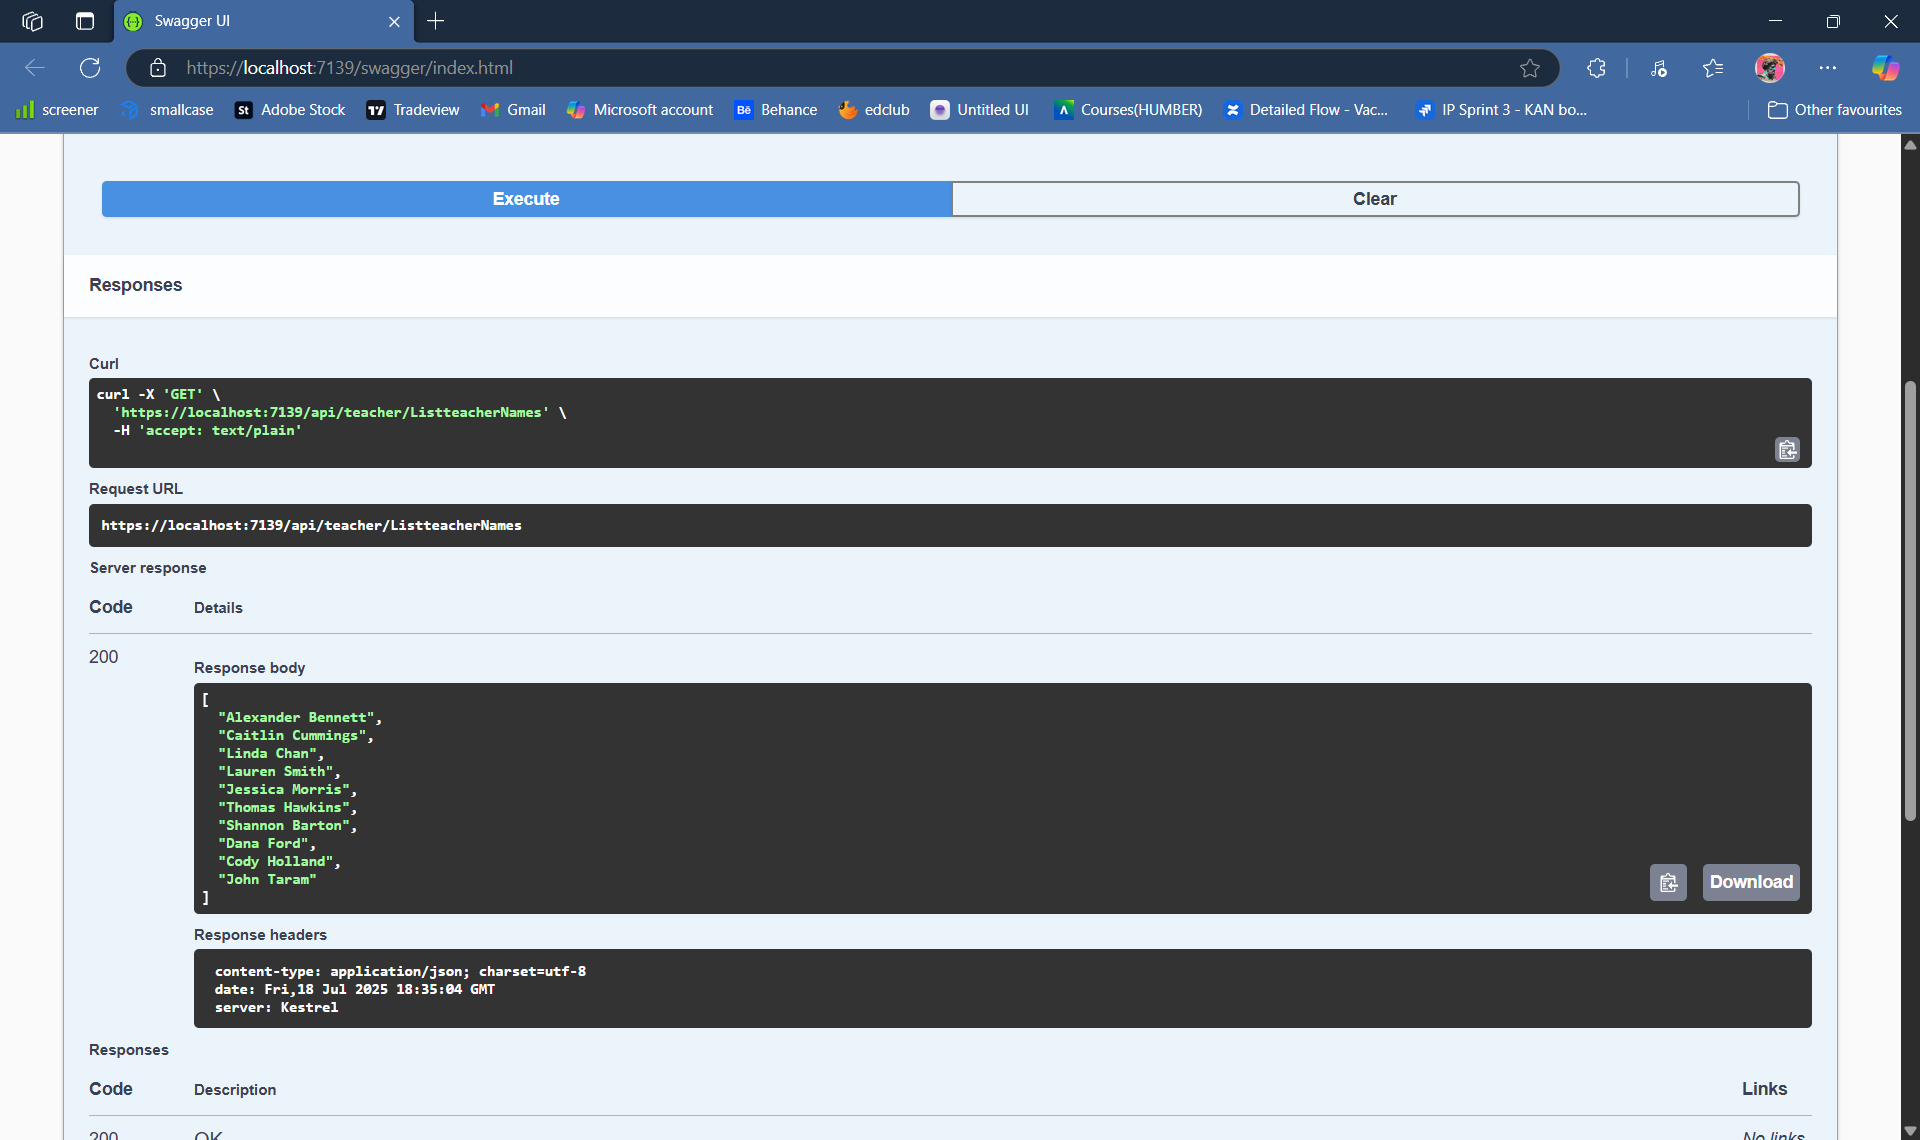 Swagger UI
https://localhost:7139/swagger/index.html
screener smallcase St Adobe Stock Tradeview Gmail Microsoft account Bē Behance edclub Untitled UI Courses(HUMBER) Detailed Flow - Vac... IP Sprint 3 - KAN bo... Other favourites
Execute Clear
Responses
Curl
curl -X 'GET' \
'https://localhost:7139/api/teacher/ListteacherNames' \
-H 'accept: text/plain'
Request URL
https://localhost:7139/api/teacher/ListteacherNames
Server response
Code Details
200
Response body
[
"Alexander Bennett",
"Caitlin Cummings",
"Linda Chan",
"Lauren Smith",
"Jessica Morris",
"Thomas Hawkins",
"Shannon Barton",
"Dana Ford",
"Cody Holland",
"John Taram"
]
Download
Response headers
content-type: application/json; charset=utf-8
date: Fri,18 Jul 2025 18:35:04 GMT
server: Kestrel
Responses
Code Description Links
200 OK No links